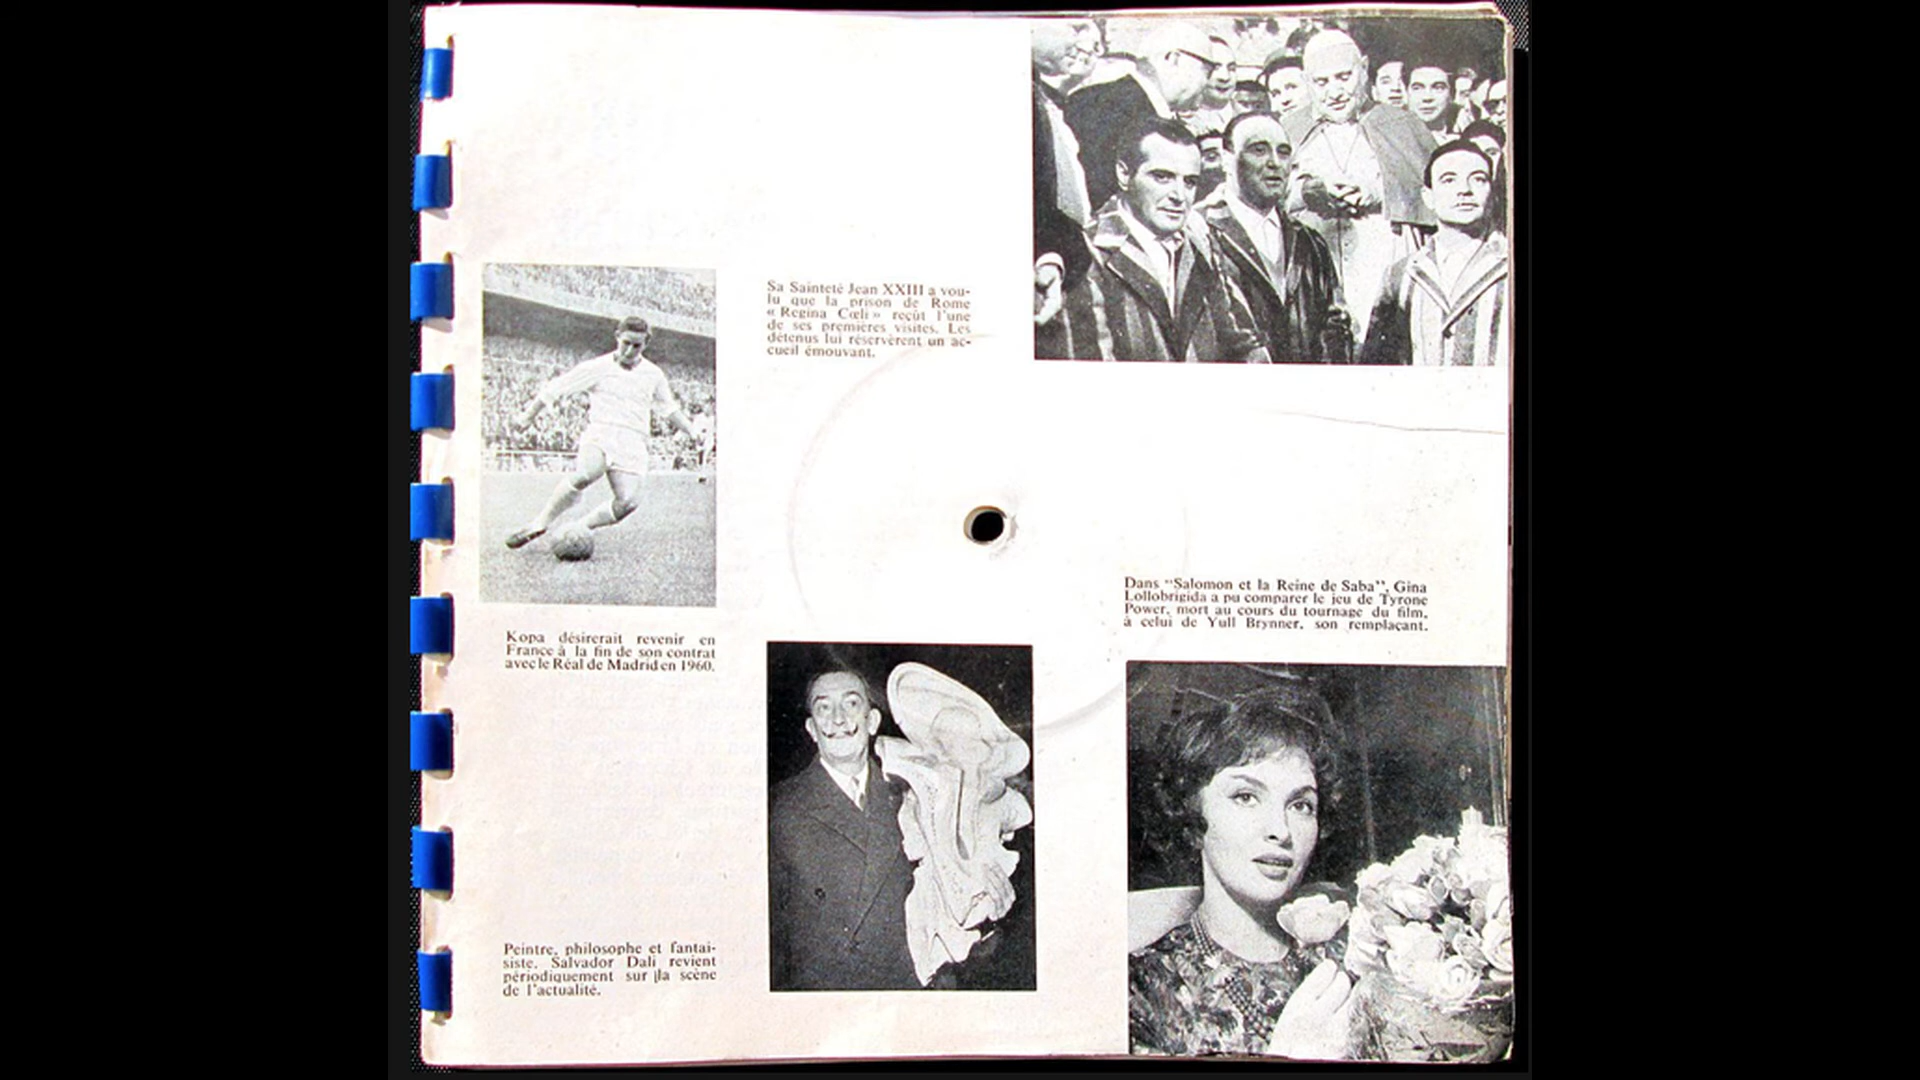 Sa Sainteté Jean XXIII a vou-
lu que la prison de Rome
« Regina Cœli » reçût l'une
de ses premières visites. Les
détenus lui réservèrent un ac-
cueil émouvant.
Kopa désirerait revenir en
France à la fin de son contrat
avec le Réal de Madrid en 1960.
Dans "Salomon et la Reine de Saba", Gina
Lollobrigida a pu comparer le jeu de Tyrone
Power, mort au cours du tournage du film,
à celui de Yull Brynner, son remplaçant.
Peintre, philosophe et fantai-
siste, Salvador Dali revient
périodiquement sur la scène
de l'actualité.